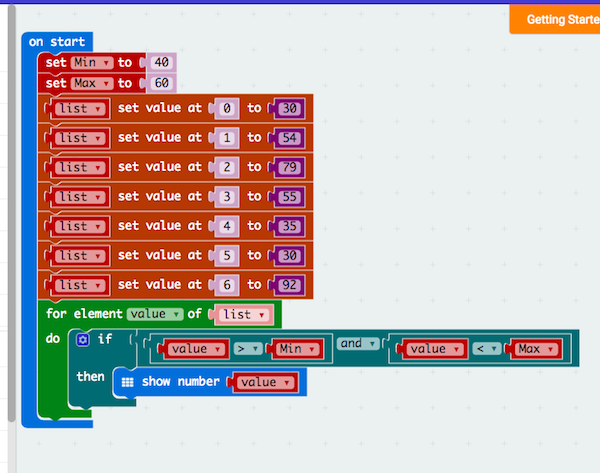 Getting Starte
on start
set Min to 40
set Max to 60
list set value at 0 to 30
list set value at 1 to 54
list set value at 2 to 79
list set value at 3 to 55
list set value at 4 to 35
list set value at 5 to 30
list set value at 6 to 92
for element value of list
do if value > Min and value < Max
then show number value